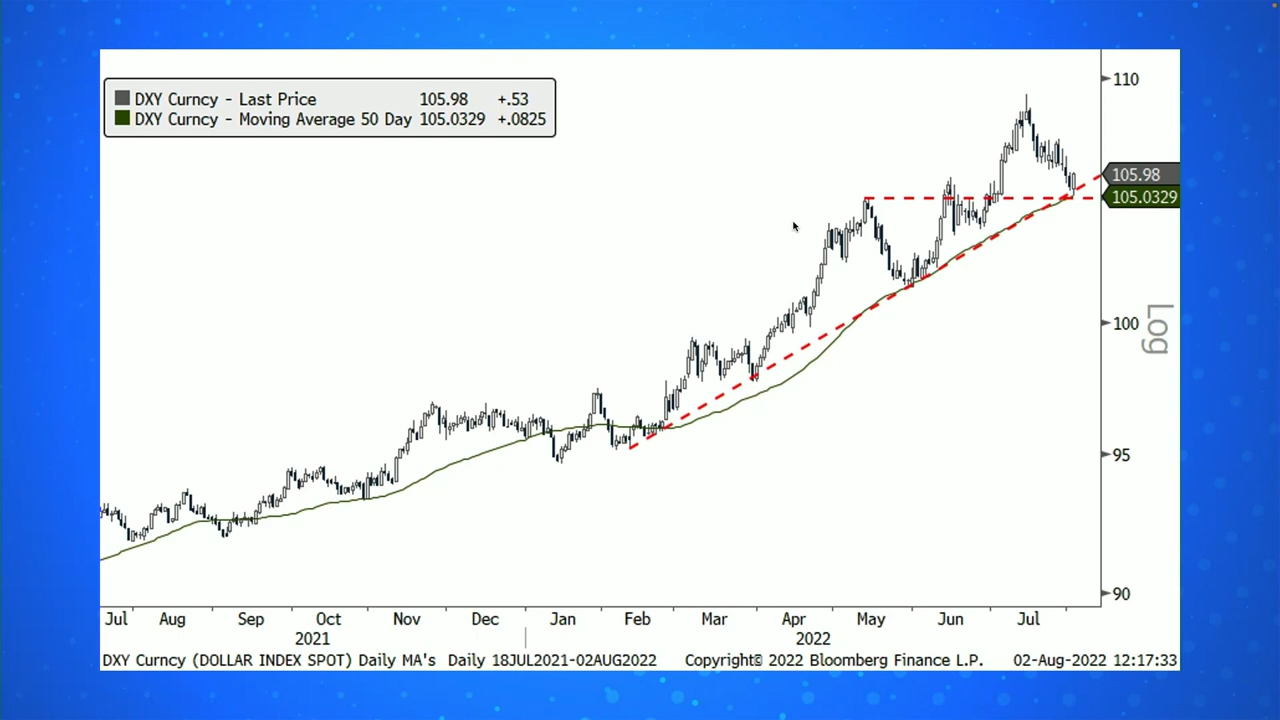 DXY Curncy - Last Price 105.98 +.53
DXY Curncy - Moving Average 50 Day 105.0329 +.0825
110
105.98
105.0329
100
Log
95
90
Jul Aug Sep Oct Nov Dec Jan Feb Mar Apr May Jun Jul
2021 2022
DXY Curncy (DOLLAR INDEX SPOT) Daily MA's Daily 18JUL2021-02AUG2022 Copyright© 2022 Bloomberg Finance L.P. 02-Aug-2022 12:17:33